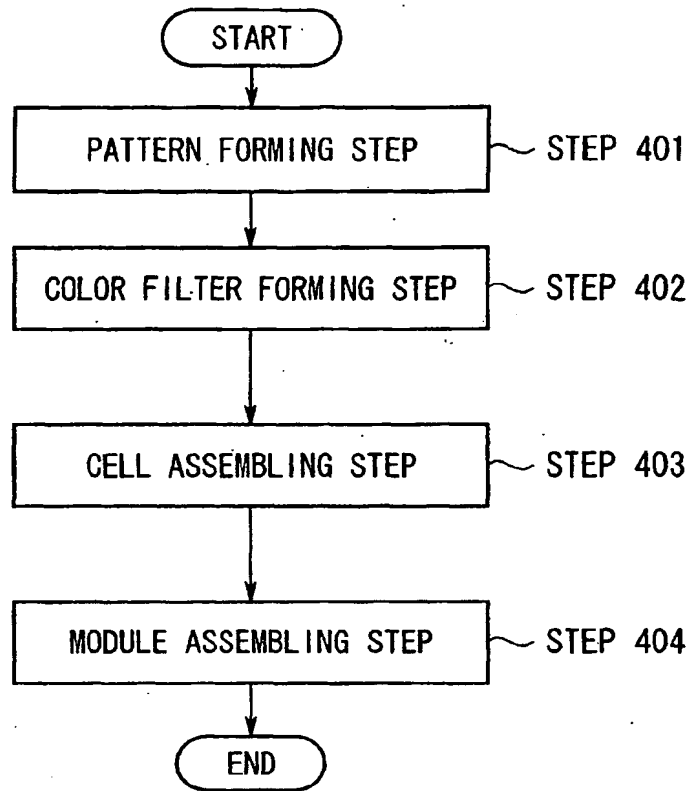 START
PATTERN FORMING STEP
STEP 401
COLOR FILTER FORMING STEP
STEP 402
CELL ASSEMBLING STEP
STEP 403
MODULE ASSEMBLING STEP
STEP 404
END